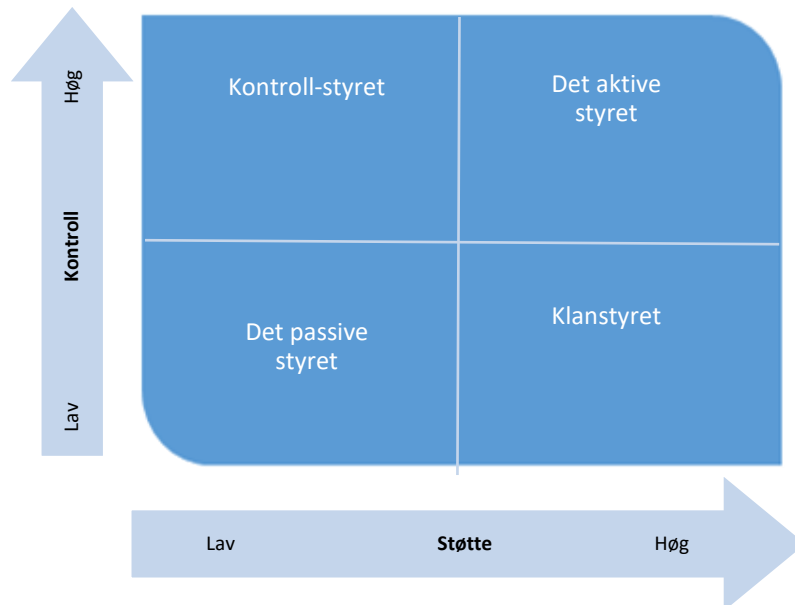 Kontroll-styret
Det aktive
styret
Det passive
styret
Klanstyret
Høg
Kontroll
Lav
Lav
Støtte
Høg